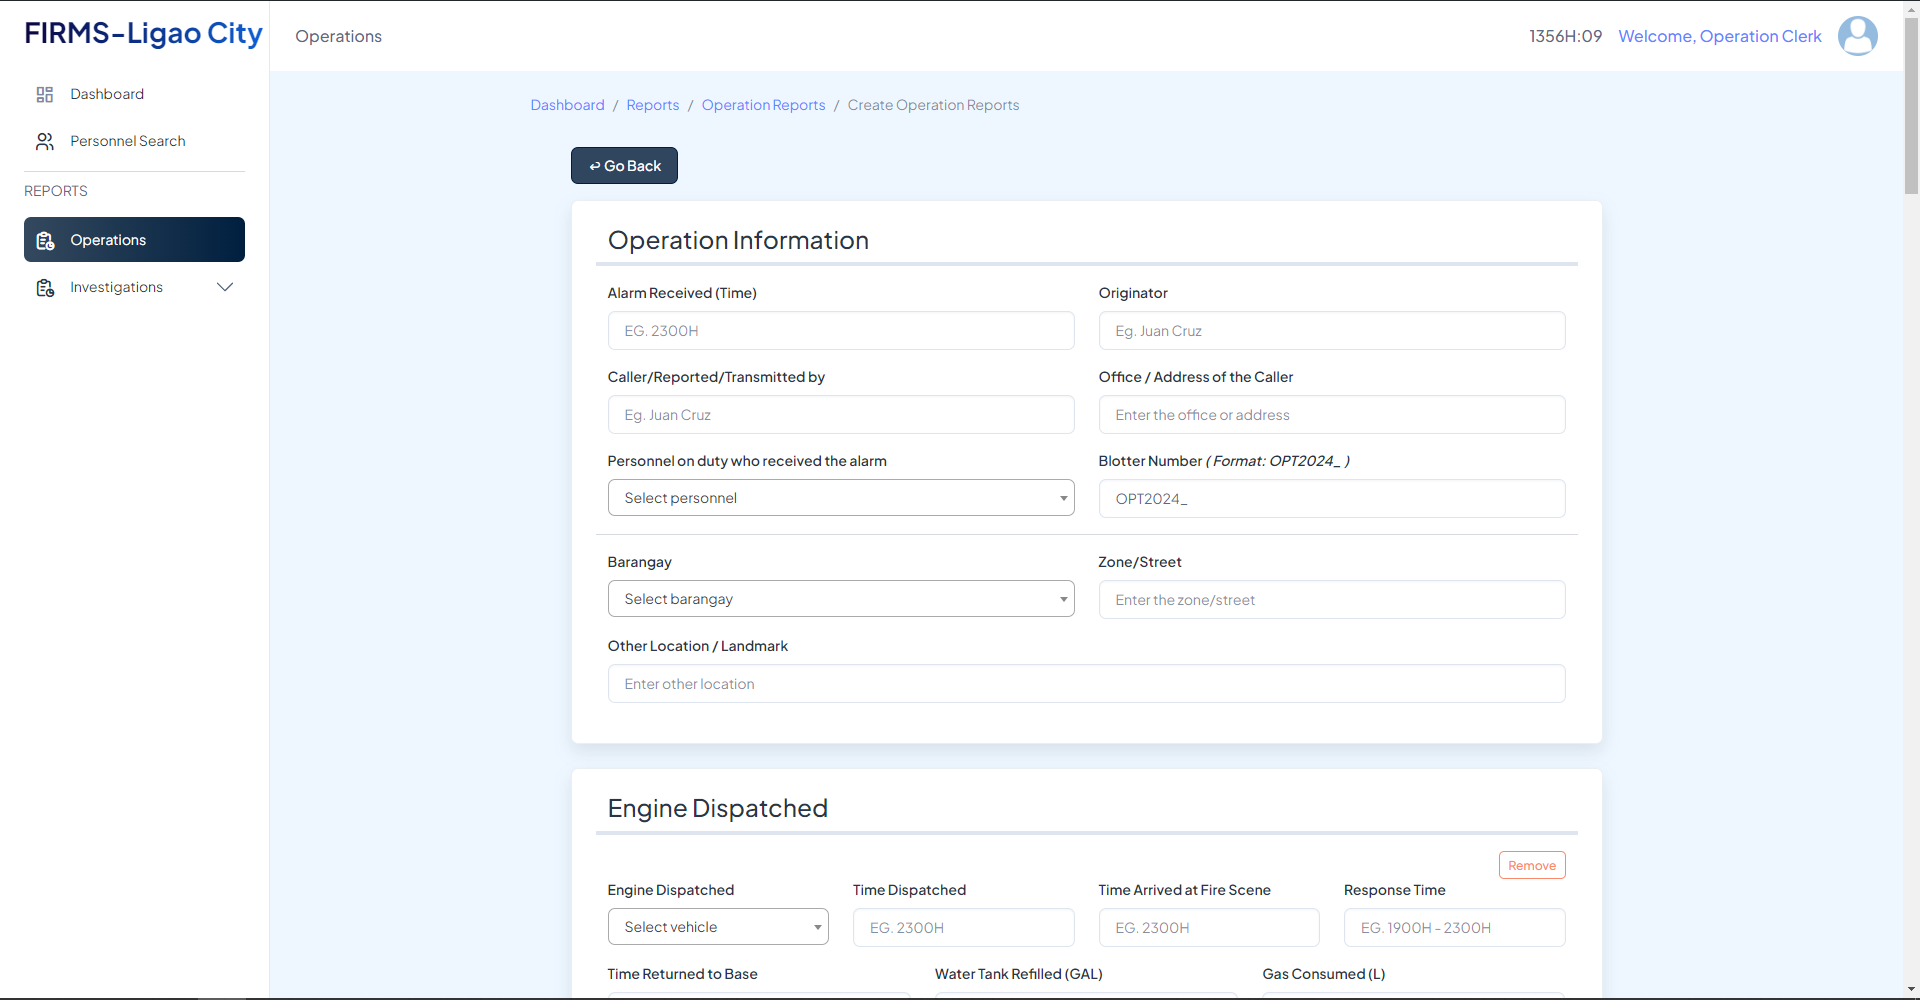 FIRMS-Ligao City
Operations
1356H:09
Welcome, Operation Clerk
Dashboard
Personnel Search
REPORTS
Operations
Investigations
Dashboard / Reports / Operation Reports / Create Operation Reports
Go Back
Operation Information
Alarm Received (Time)
EG. 2300H
Originator
Eg. Juan Cruz
Caller/Reported/Transmitted by
Eg. Juan Cruz
Office / Address of the Caller
Enter the office or address
Personnel on duty who received the alarm
Select personnel
Blotter Number ( Format: OPT2024_ )
OPT2024_
Barangay
Select barangay
Zone/Street
Enter the zone/street
Other Location / Landmark
Enter other location
Engine Dispatched
Remove
Engine Dispatched
Select vehicle
Time Dispatched
EG. 2300H
Time Arrived at Fire Scene
EG. 2300H
Response Time
EG. 1900H - 2300H
Time Returned to Base
Water Tank Refilled (GAL)
Gas Consumed (L)